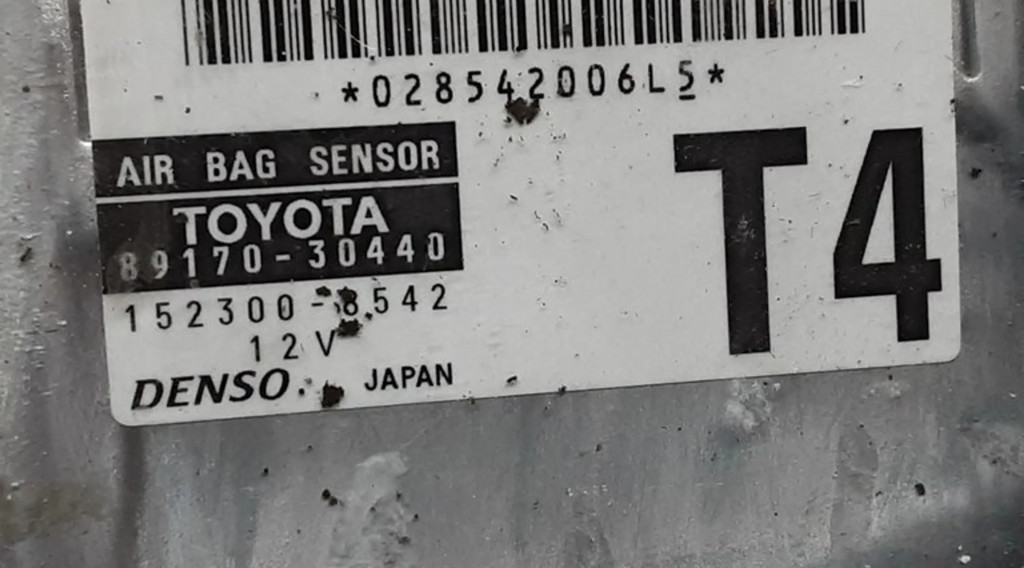 *028542006L5*
AIR BAG SENSOR
TOYOTA
89170-30440
152300-8542
12V
DENSO JAPAN
T4